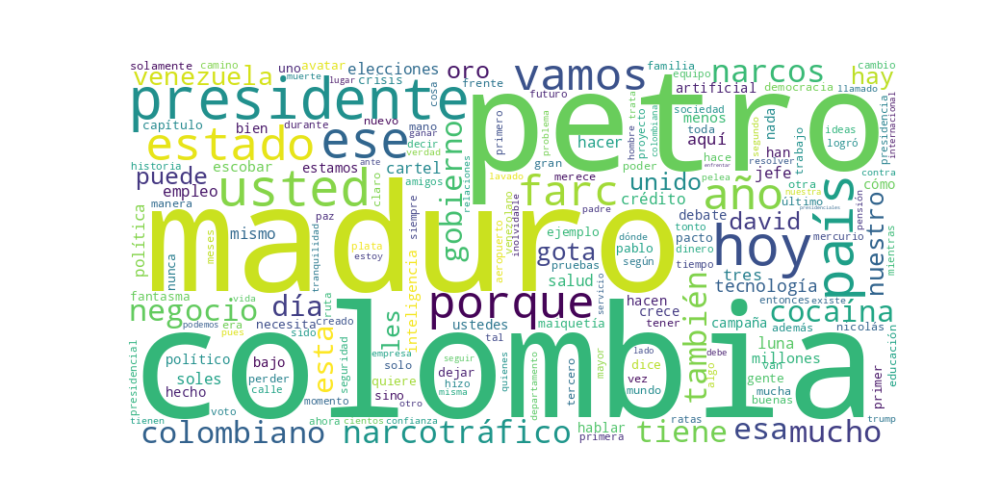 solamente camino uno avatar elecciones oro vamos familia narcos hay cambio
venezuela muerte lugar crisis frente cosa equipo artificial democracia llamado
presidente petro
capítulo bien durante nuevo mano ganar decir verdad primero futuro hacer hombre trata proyecto colombiana sociedad menos nada ideas logró presidencia internacional
estado ese gobierno problema toda aquí segundo
historia escobar estamos ante cartel claro amigos relaciones lavado gran merece poder hace resolver han trabajo contra
puede empleo usted farc unido crédito enfrentar pelea nuestra jefe otra cómo
manera política mismo paz siempre aeropuerto venezolano inolvidable padre año último pensión mientras
maduro hoy país nuestro
nunca meses tranquilidad plata estoy inteligencia gota ejemplo dónde pablo según debate pacto tonto dinero tiempo david mercurio
pruebas salud servicio tres tecnología
fantasma vida ruta hacen crece tener entonces existe
negocio día les porque maiquetía también cocaína
podemos era necesita sido creado pues ustedes tal campaña además nicolás
colombia
presidencial político bajo esta seguridad empresa solo dejar seguir quienes departamento mayor lado dice debe algo luna millones van educación
soles perder quiere hizo misma tercero vez mundo gente primer
hecho calle momento sino otro mucha buenas presidenciales
tienen voto ahora cientos confianza hablar ratas trump
colombiano narcotráfico primera tiene esa mucho